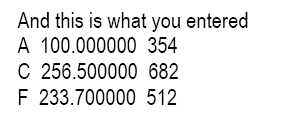 And this is what you entered
A 100.000000 354
C 256.500000 682
F 233.700000 512